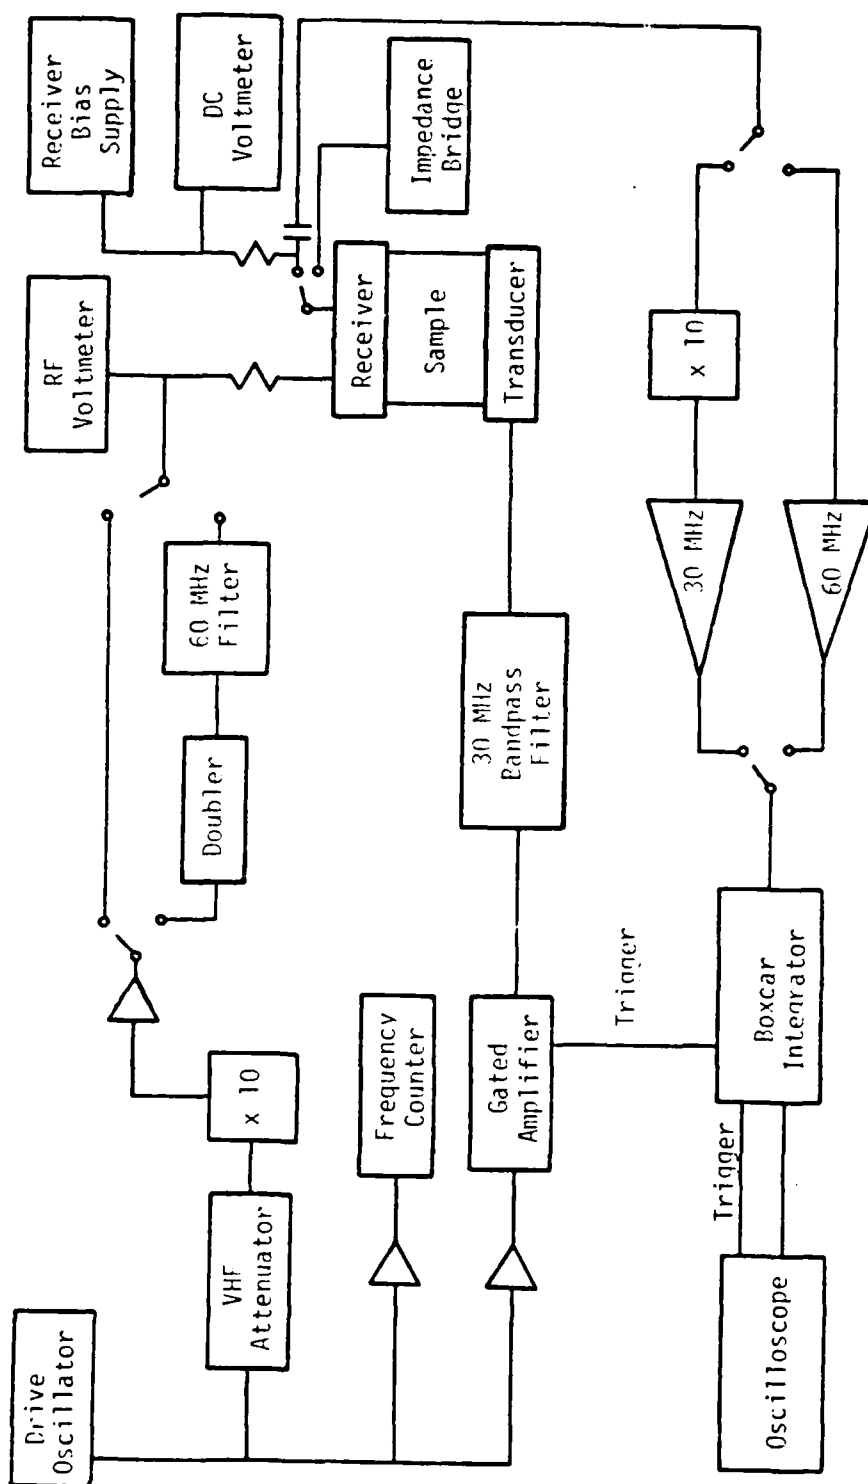 Drive
Oscillator
VHF
Attenuator
x 10
Doubler
60 MHz
Filter
RF
Voltmeter
Receiver
Bias
Supply
DC
Voltmeter
Impedance
Bridge
Receiver
Sample
Transducer
Frequency
Counter
Gated
Amplifier
30 MHz
Bandpass
Filter
Trigger
Oscilloscope
Trigger
Boxcar
Integrator
30 MHz
60 MHz
x 10